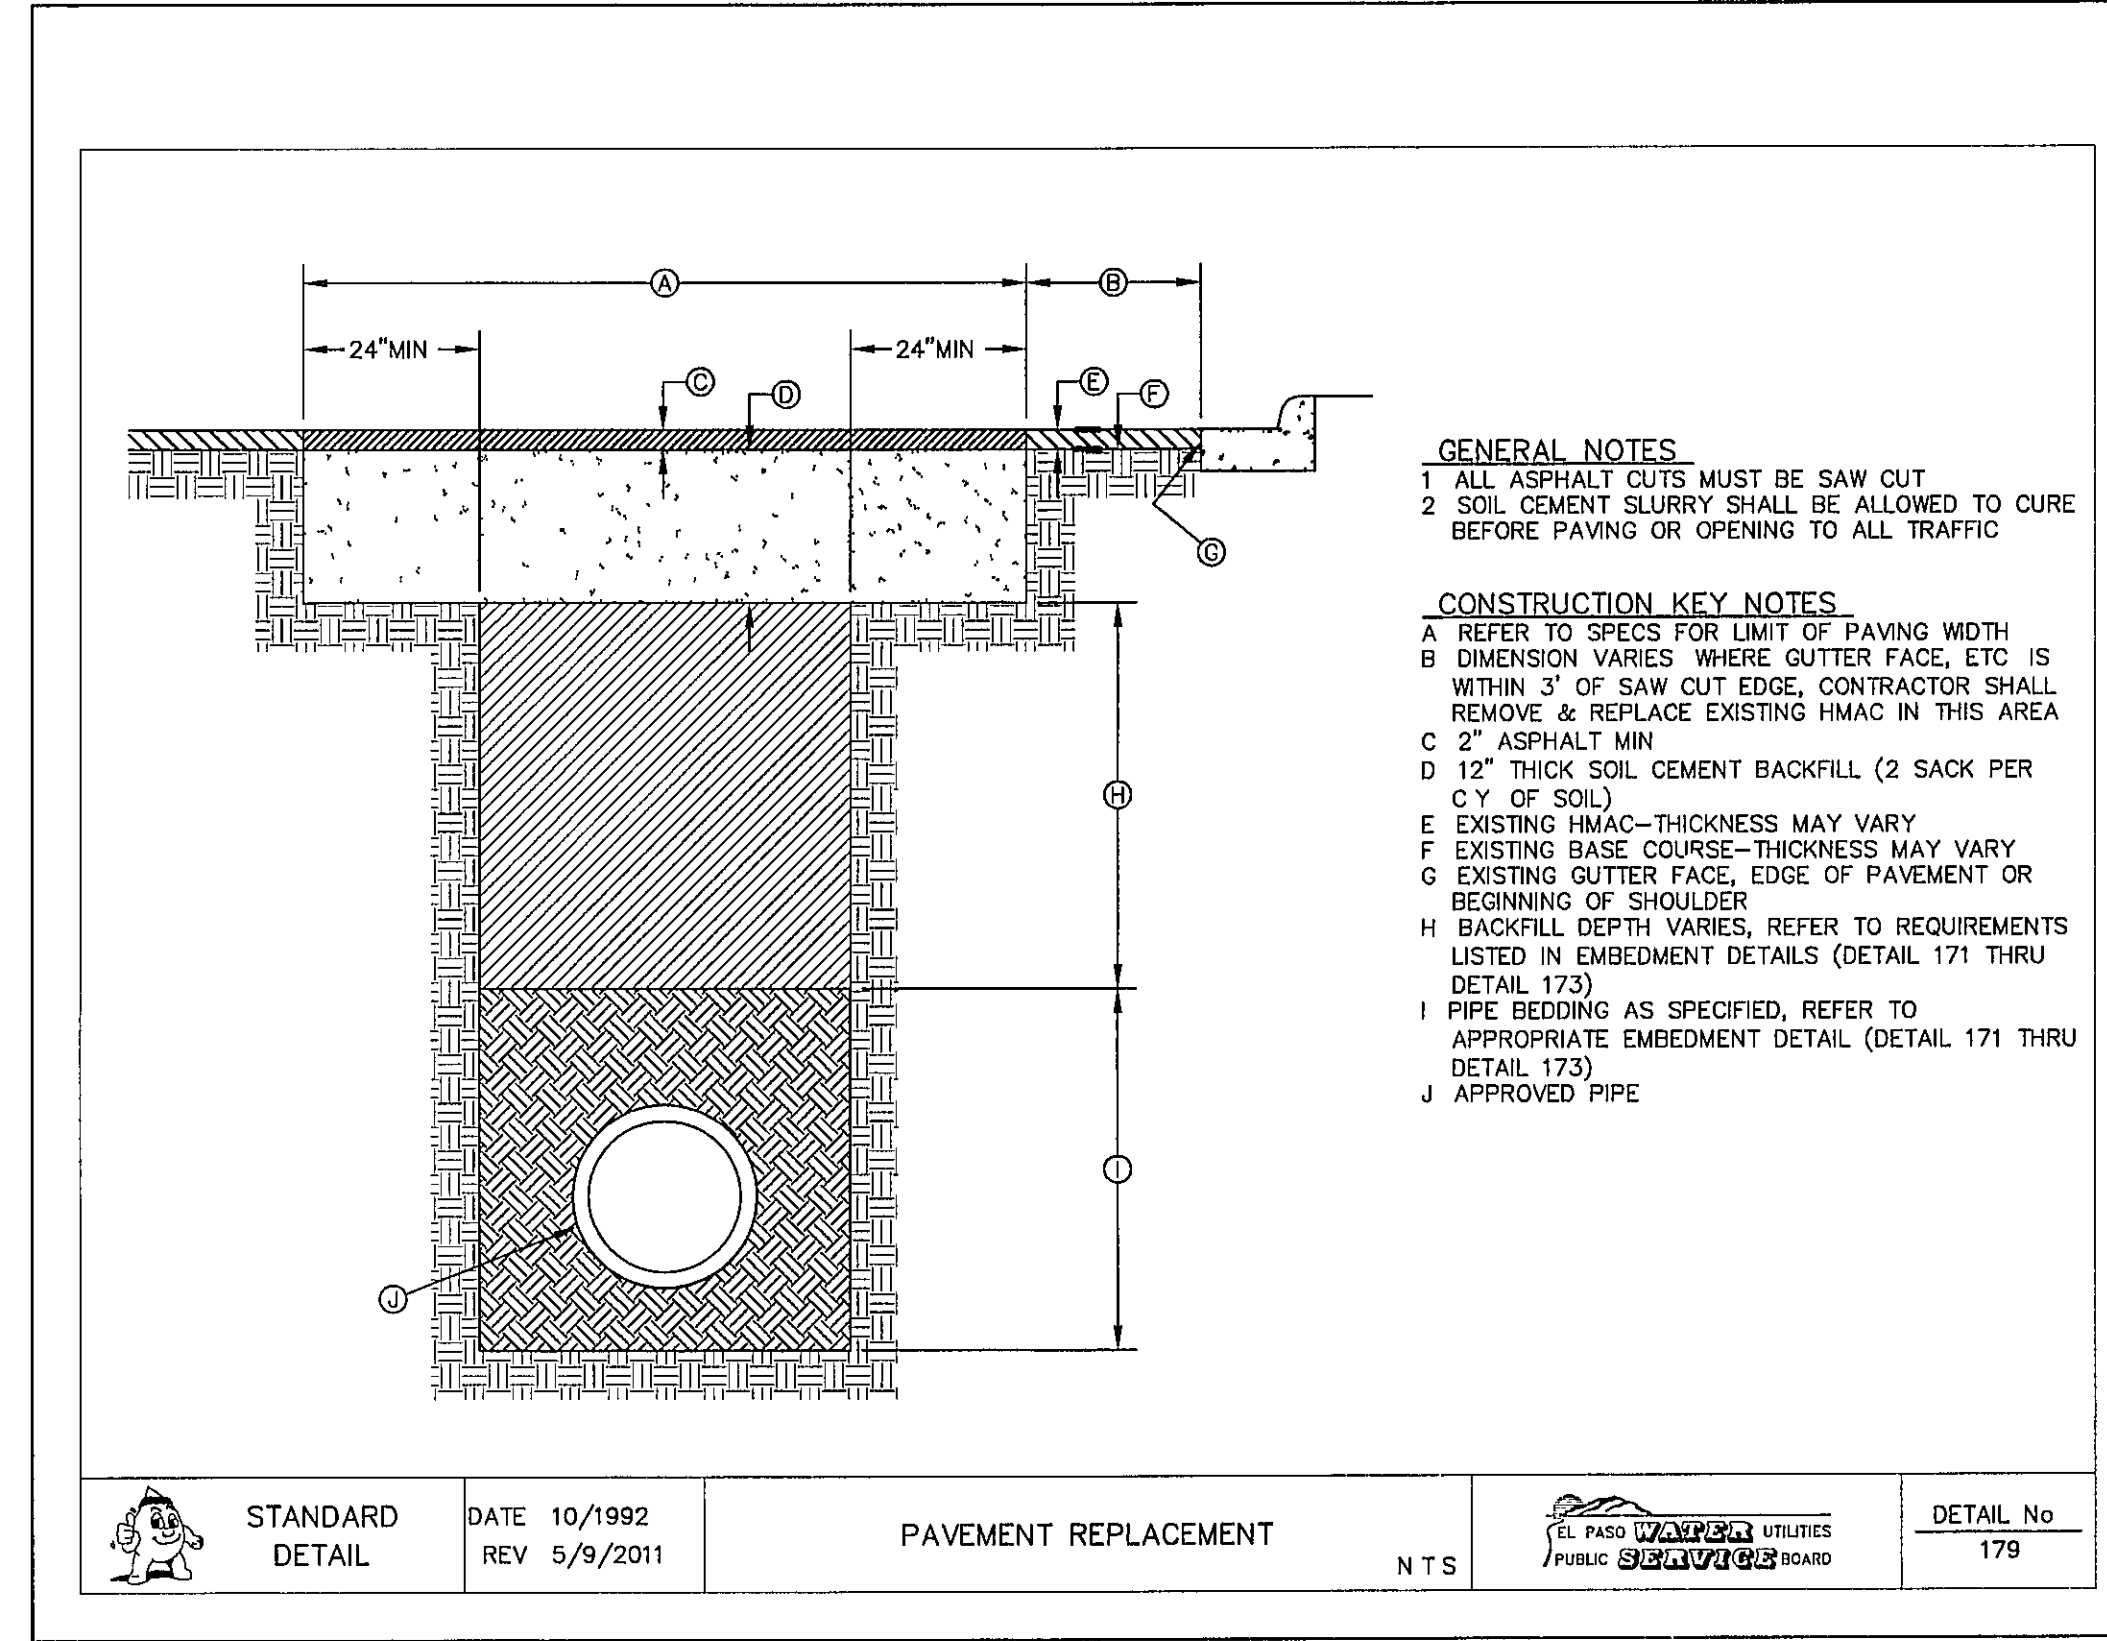 A
B
24"MIN
24"MIN
C
D
E
F
G
H
I
J
GENERAL NOTES
1 ALL ASPHALT CUTS MUST BE SAW CUT
2 SOIL CEMENT SLURRY SHALL BE ALLOWED TO CURE
BEFORE PAVING OR OPENING TO ALL TRAFFIC
CONSTRUCTION KEY NOTES
A REFER TO SPECS FOR LIMIT OF PAVING WIDTH
B DIMENSION VARIES WHERE GUTTER FACE, ETC IS
WITHIN 3' OF SAW CUT EDGE, CONTRACTOR SHALL
REMOVE & REPLACE EXISTING HMAC IN THIS AREA
C 2" ASPHALT MIN
D 12" THICK SOIL CEMENT BACKFILL (2 SACK PER
C Y OF SOIL)
E EXISTING HMAC-THICKNESS MAY VARY
F EXISTING BASE COURSE-THICKNESS MAY VARY
G EXISTING GUTTER FACE, EDGE OF PAVEMENT OR
BEGINNING OF SHOULDER
H BACKFILL DEPTH VARIES, REFER TO REQUIREMENTS
LISTED IN EMBEDMENT DETAILS (DETAIL 171 THRU
DETAIL 173)
I PIPE BEDDING AS SPECIFIED, REFER TO
APPROPRIATE EMBEDMENT DETAIL (DETAIL 171 THRU
DETAIL 173)
J APPROVED PIPE
STANDARD
DETAIL
DATE 10/1992
REV 5/9/2011
PAVEMENT REPLACEMENT
N T S
EL PASO WATER UTILITIES
PUBLIC SERVICE BOARD
DETAIL No
179